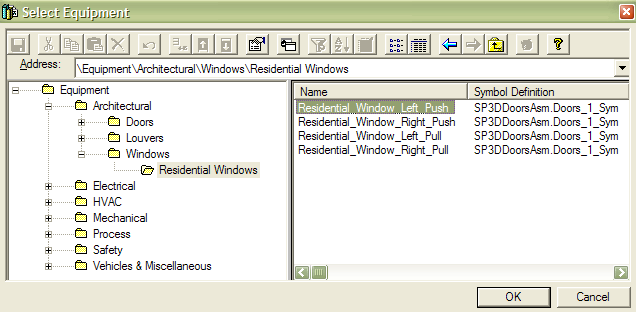 Select Equipment
Address: \Equipment\Architectural\Windows\Residential Windows
Equipment
Architectural
Doors
Louvers
Windows
Residential Windows
Electrical
HVAC
Mechanical
Process
Safety
Vehicles & Miscellaneous
Name Symbol Definition
Residential_Window_Left_Push SP3DDoorsAsm.Doors_1_Sym
Residential_Window_Right_Push SP3DDoorsAsm.Doors_1_Sym
Residential_Window_Left_Pull SP3DDoorsAsm.Doors_1_Sym
Residential_Window_Right_Pull SP3DDoorsAsm.Doors_1_Sym
OK Cancel